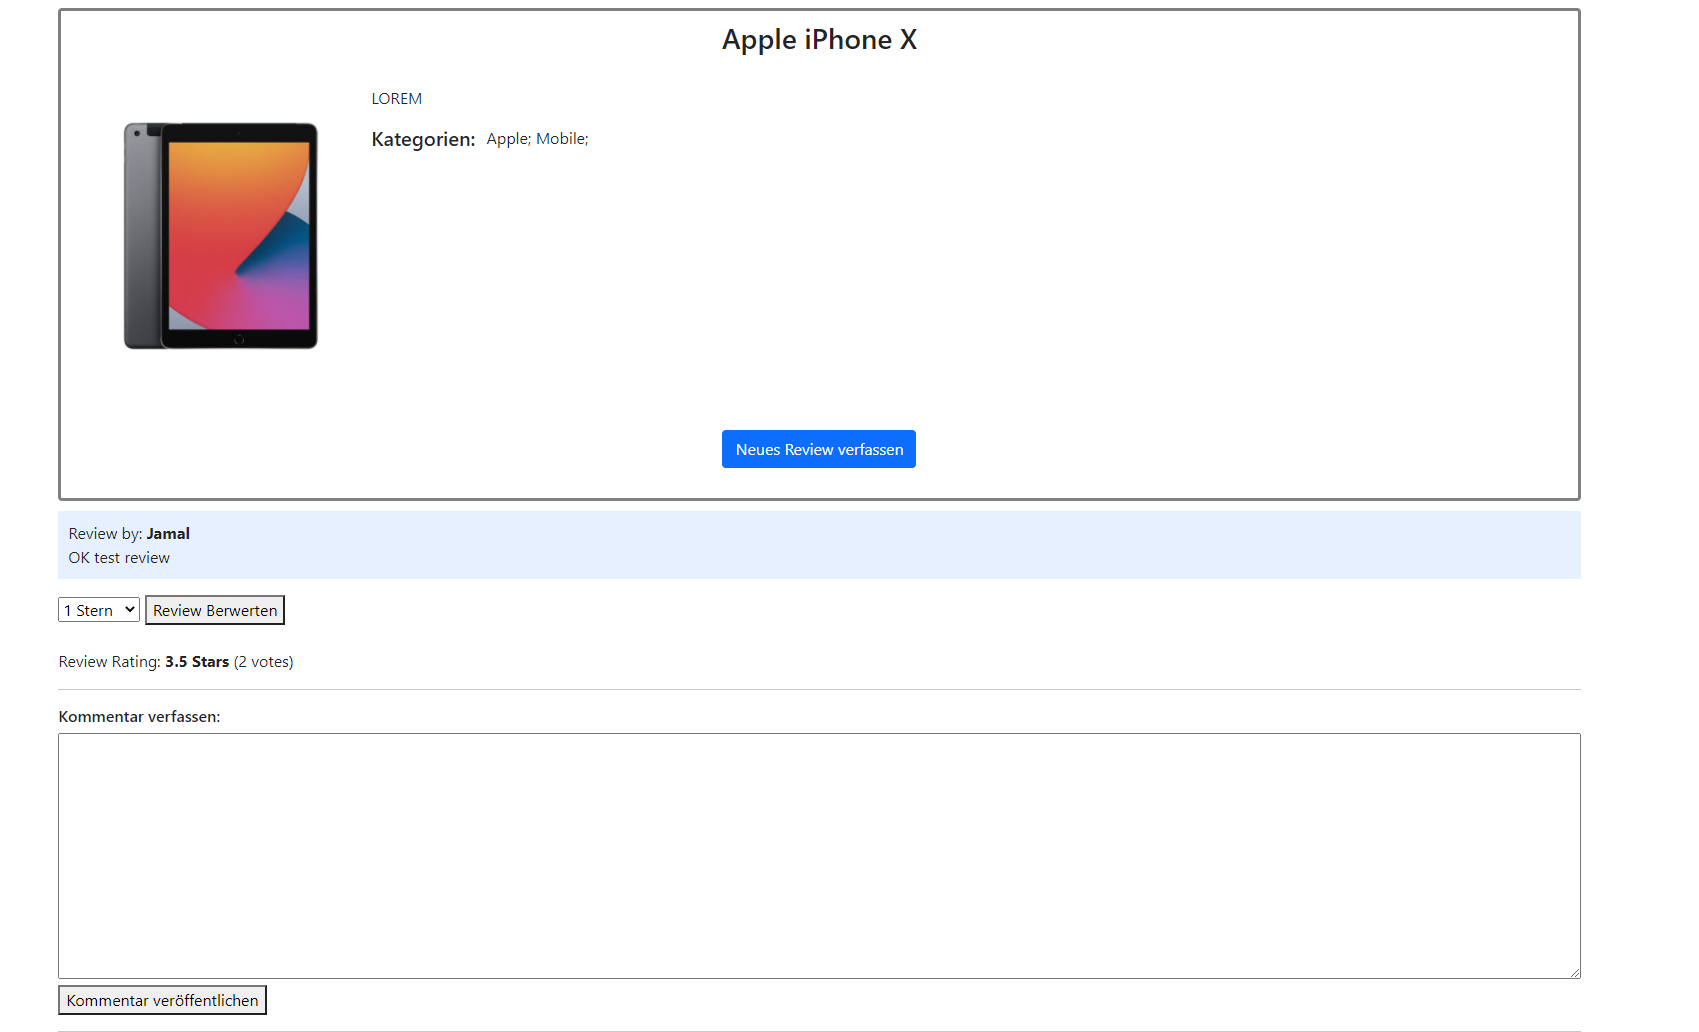 Apple iPhone X
LOREM
Kategorien: Apple; Mobile;
Neues Review verfassen
Review by: Jamal
OK test review
1 Stern Review Berwerten
Review Rating: 3.5 Stars (2 votes)
Kommentar verfassen:
Kommentar veröffentlichen